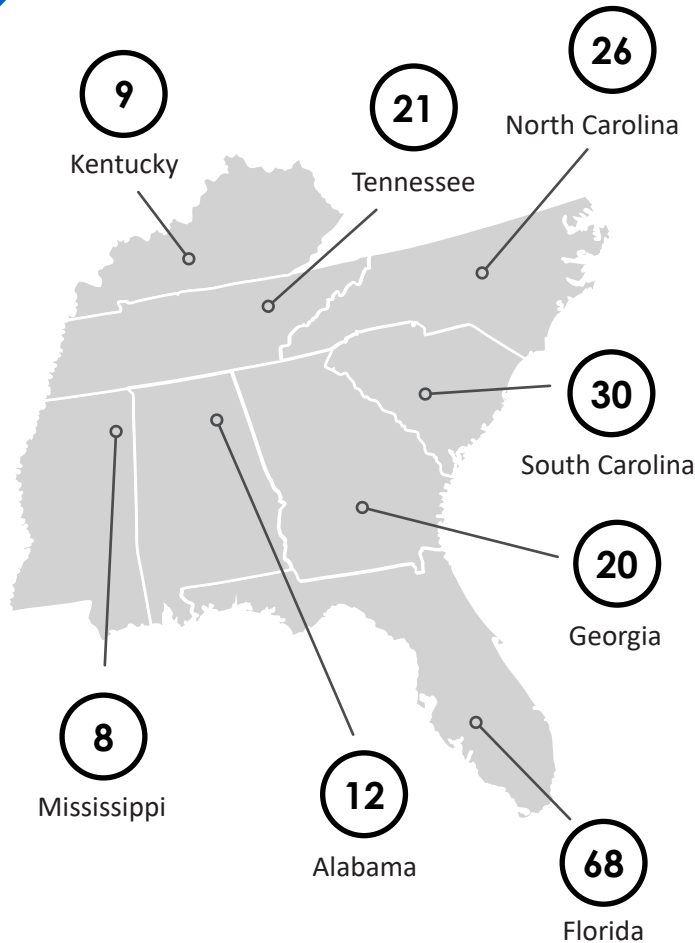 26
North Carolina
9
Kentucky
21
Tennessee
30
South Carolina
20
Georgia
8
Mississippi
12
Alabama
68
Florida